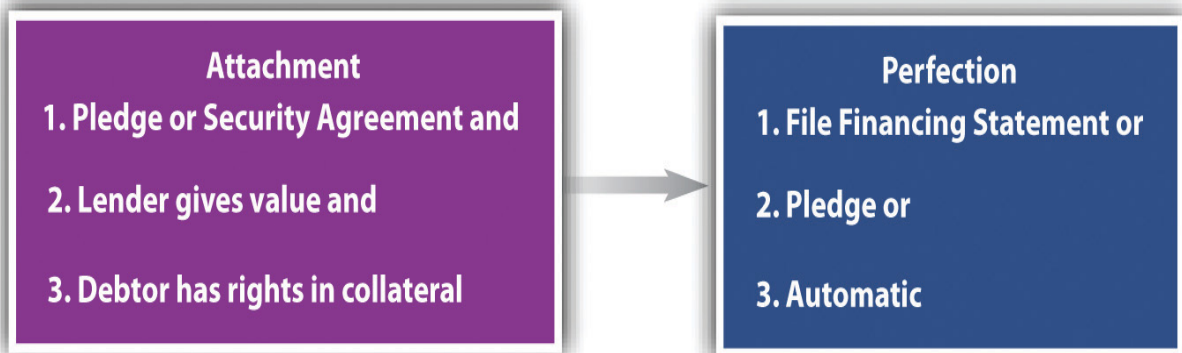 Attachment
1. Pledge or Security Agreement and
2. Lender gives value and
3. Debtor has rights in collateral
Perfection
1. File Financing Statement or
2. Pledge or
3. Automatic